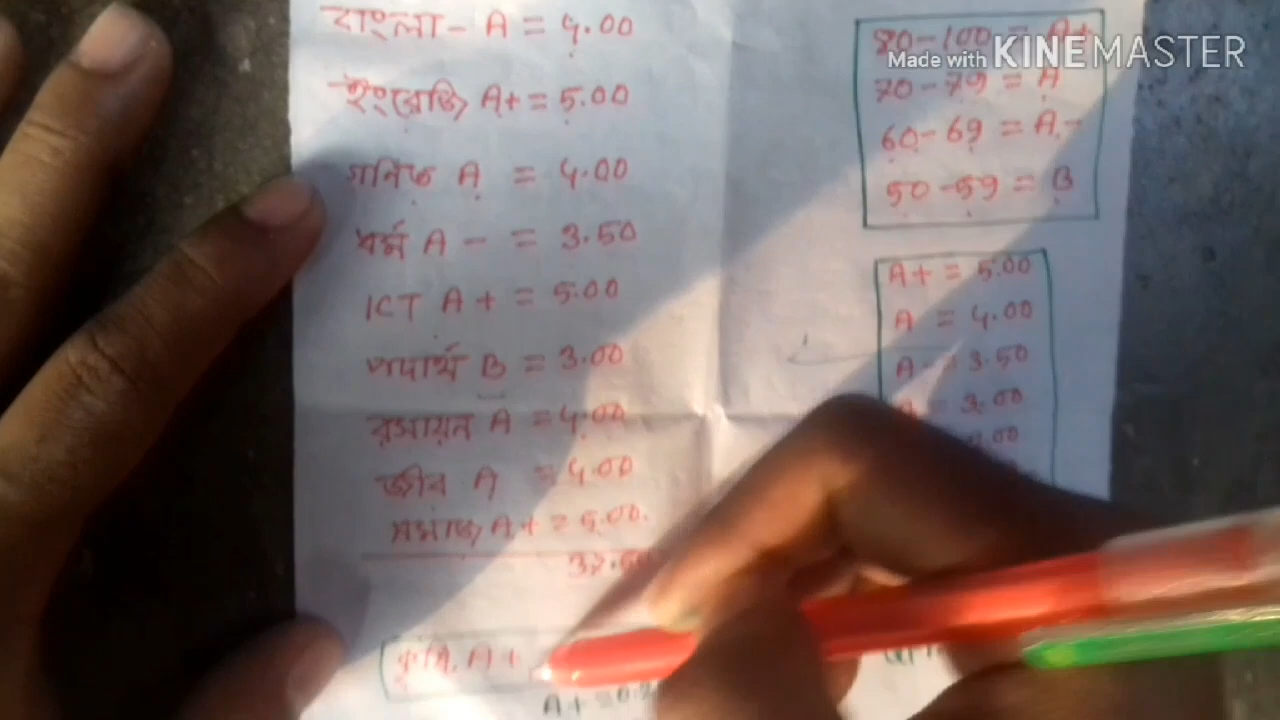 বাংলা - A = 4.00
ইংরেজি A+ = 5.00
গনিত A = 4.00
ধর্ম A - = 3.50
ICT A + = 5.00
পদার্থ B = 3.00
রসায়ন A = 4.00
জীব A = 4.00
সমাজ A+ = 5.00.
কৃষি. A+
A+ =
80-100 = A+
Made with KINEMASTER
70-79 = A
60-69 = A-
50-59 = B
A+ = 5.00
A = 4.00
A- = 3.50
= 3.00